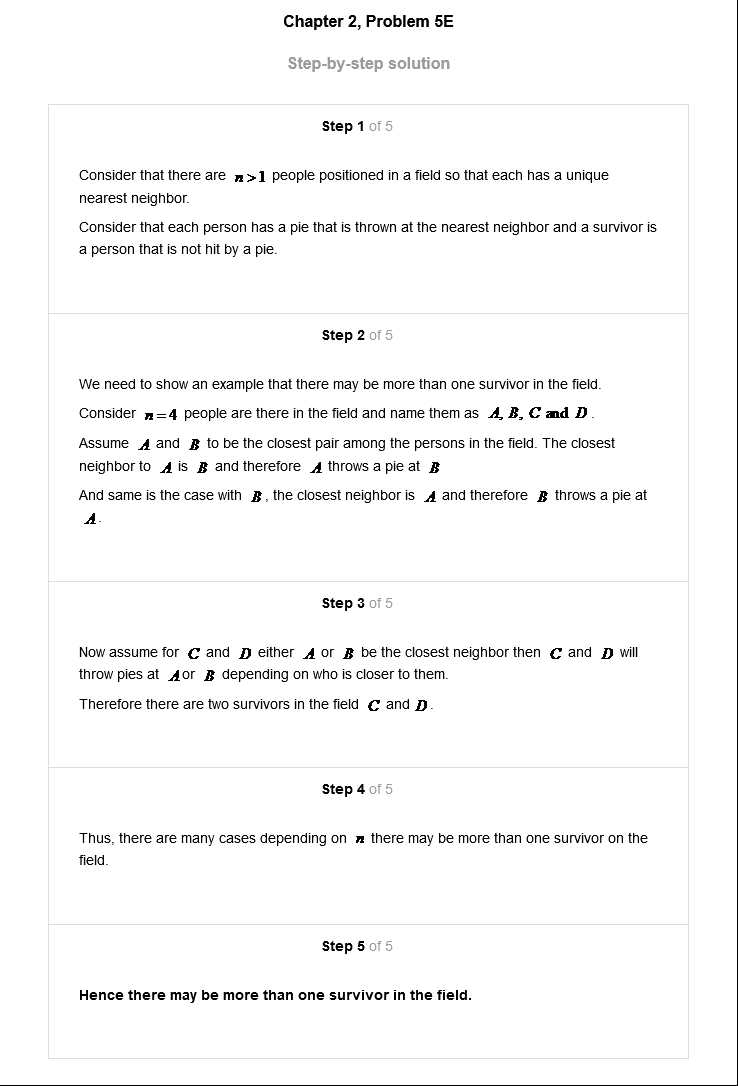 Chapter 2, Problem 5E
Step-by-step solution
Step 1 of 5
Consider that there are n>1 people positioned in a field so that each has a unique
nearest neighbor.
Consider that each person has a pie that is thrown at the nearest neighbor and a survivor is
a person that is not hit by a pie.
Step 2 of 5
We need to show an example that there may be more than one survivor in the field.
Consider n=4 people are there in the field and name them as A, B, C and D.
Assume A and B to be the closest pair among the persons in the field. The closest
neighbor to A is B and therefore A throws a pie at B
And same is the case with B, the closest neighbor is A and therefore B throws a pie at
A.
Step 3 of 5
Now assume for C and D either A or B be the closest neighbor then C and D will
throw pies at A or B depending on who is closer to them.
Therefore there are two survivors in the field C and D.
Step 4 of 5
Thus, there are many cases depending on n there may be more than one survivor on the
field.
Step 5 of 5
Hence there may be more than one survivor in the field.